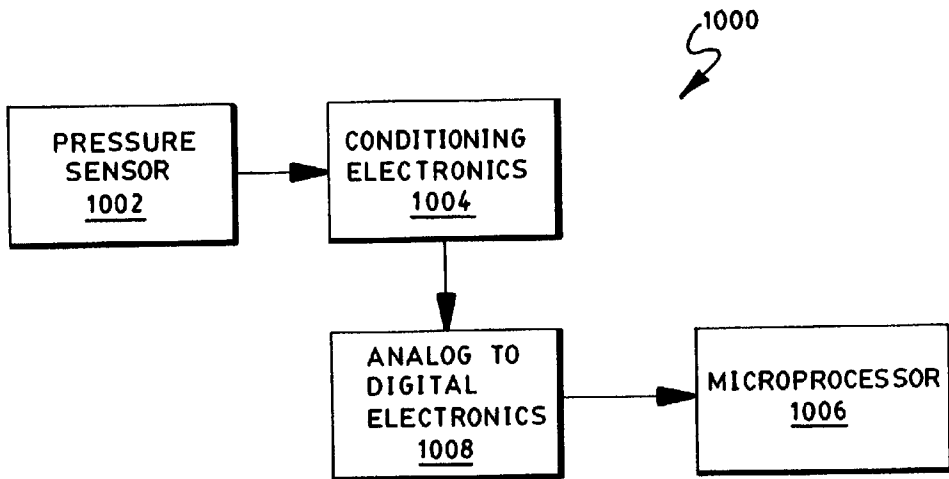 1000
PRESSURE
SENSOR
1002
CONDITIONING
ELECTRONICS
1004
ANALOG TO
DIGITAL
ELECTRONICS
1008
MICROPROCESSOR
1006